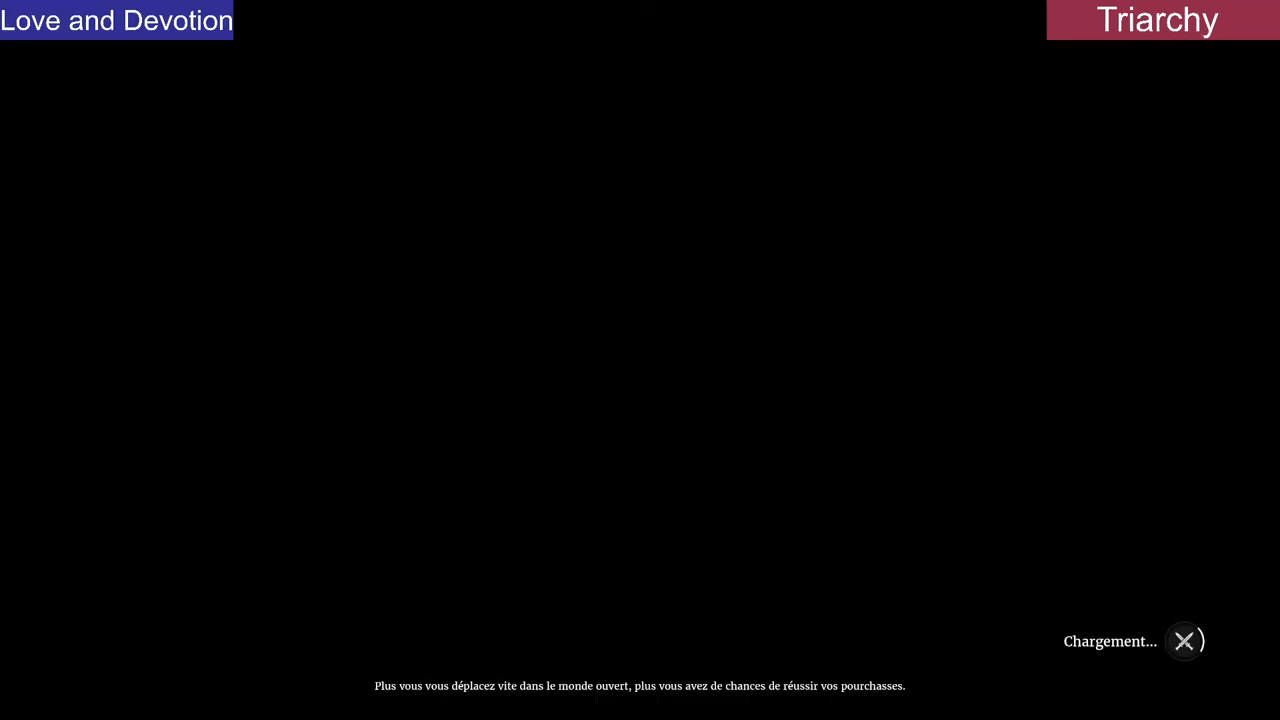 Love and Devotion
Triarchy
Chargement...
Plus vous vous déplacez vite dans le monde ouvert, plus vous avez de chances de réussir vos pourchasses.